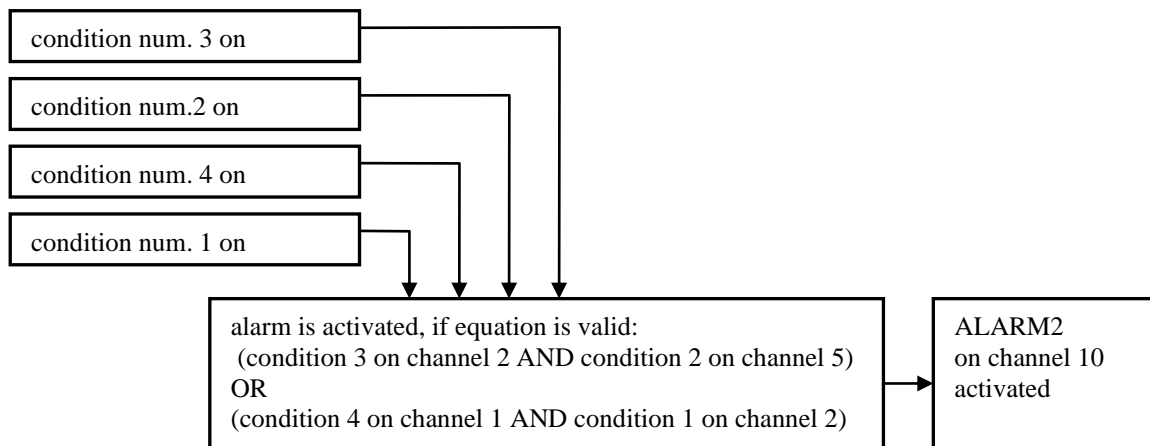 condition num. 3 on
condition num.2 on
condition num. 4 on
condition num. 1 on
alarm is activated, if equation is valid:
(condition 3 on channel 2 AND condition 2 on channel 5)
OR
(condition 4 on channel 1 AND condition 1 on channel 2)
ALARM2
on channel 10
activated